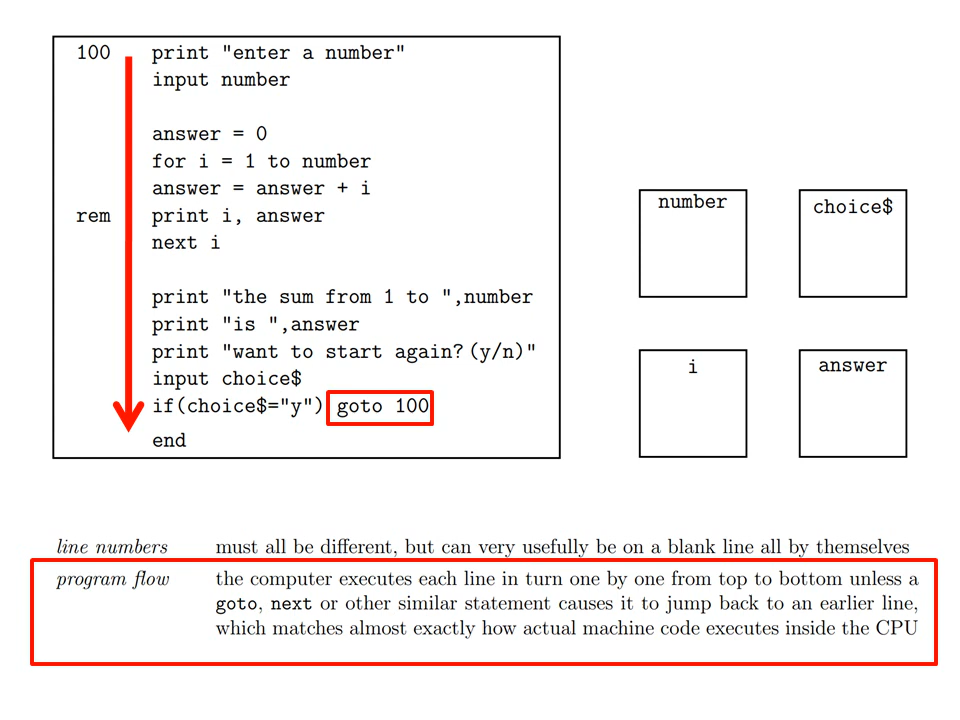 100 print "enter a number"
input number
answer = 0
for i = 1 to number
answer = answer + i
rem print i, answer
next i
print "the sum from 1 to ",number
print "is ",answer
print "want to start again? (y/n)"
input choice$
if(choice$="y") goto 100
end
number
choice$
i
answer
line numbers must all be different, but can very usefully be on a blank line all by themselves
program flow the computer executes each line in turn one by one from top to bottom unless a
goto, next or other similar statement causes it to jump back to an earlier line,
which matches almost exactly how actual machine code executes inside the CPU